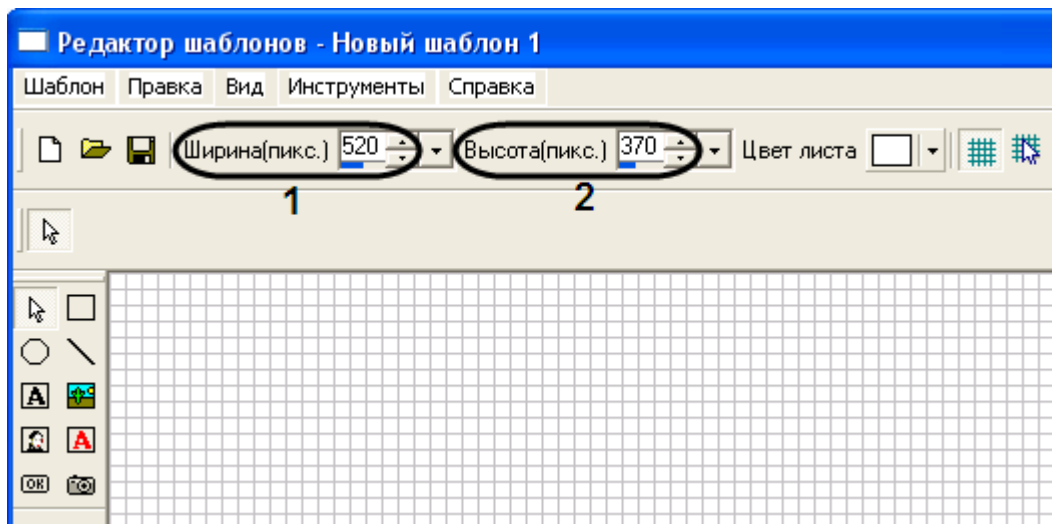 Редактор шаблонов - Новый шаблон 1
Шаблон Правка Вид Инструменты Справка
Ширина(пикс.) 520 Высота(пикс.) 370 Цвет листа
1 2
A
A
OK